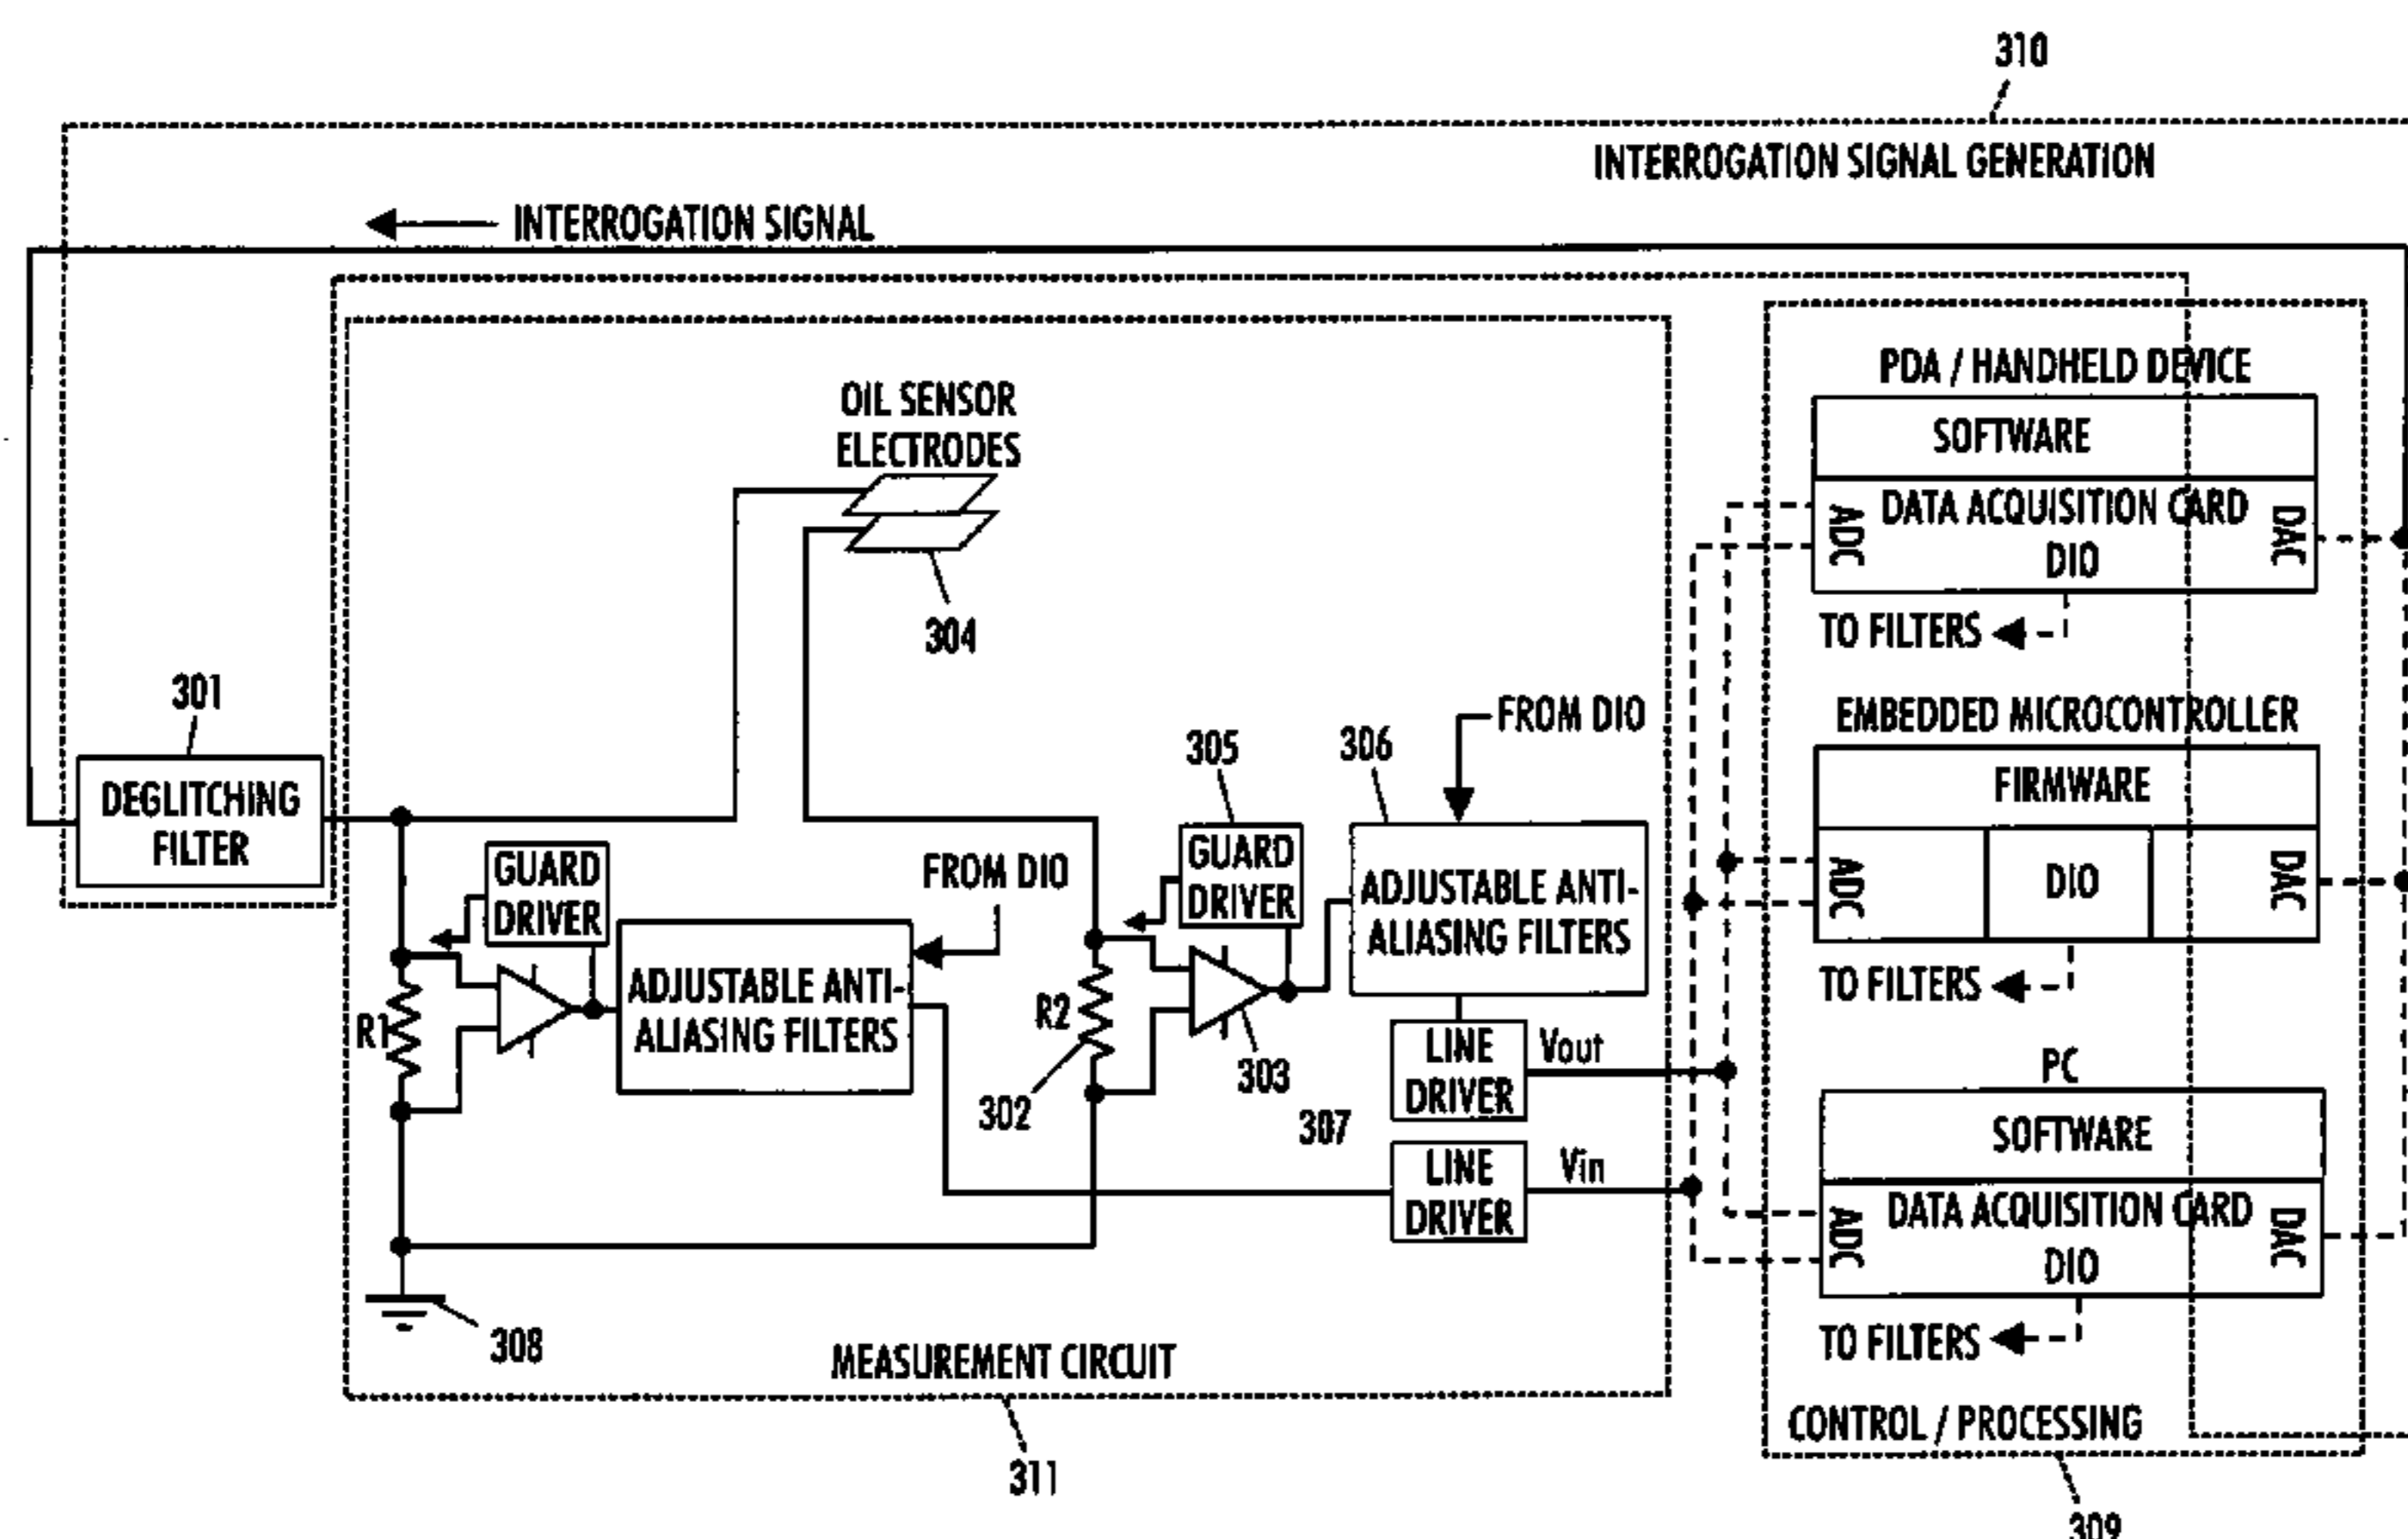 310
INTERROGATION SIGNAL GENERATION
INTERROGATION SIGNAL
PDA / HANDHELD DEVICE
SOFTWARE
ADC
DATA ACQUISITION CARD
DIO
DAC
TO FILTERS
OIL SENSOR
ELECTRODES
304
301
DEGLITCHING
FILTER
GUARD
DRIVER
FROM DIO
R1
ADJUSTABLE ANTI-
ALIASING FILTERS
305
GUARD
DRIVER
306
FROM DIO
ADJUSTABLE ANTI-
ALIASING FILTERS
R2
302
303
307
LINE
DRIVER
Vout
LINE
DRIVER
Vin
308
MEASUREMENT CIRCUIT
311
EMBEDDED MICROCONTROLLER
FIRMWARE
ADC
DIO
DAC
TO FILTERS
PC
SOFTWARE
ADC
DATA ACQUISITION CARD
DIO
DAC
TO FILTERS
CONTROL / PROCESSING
309